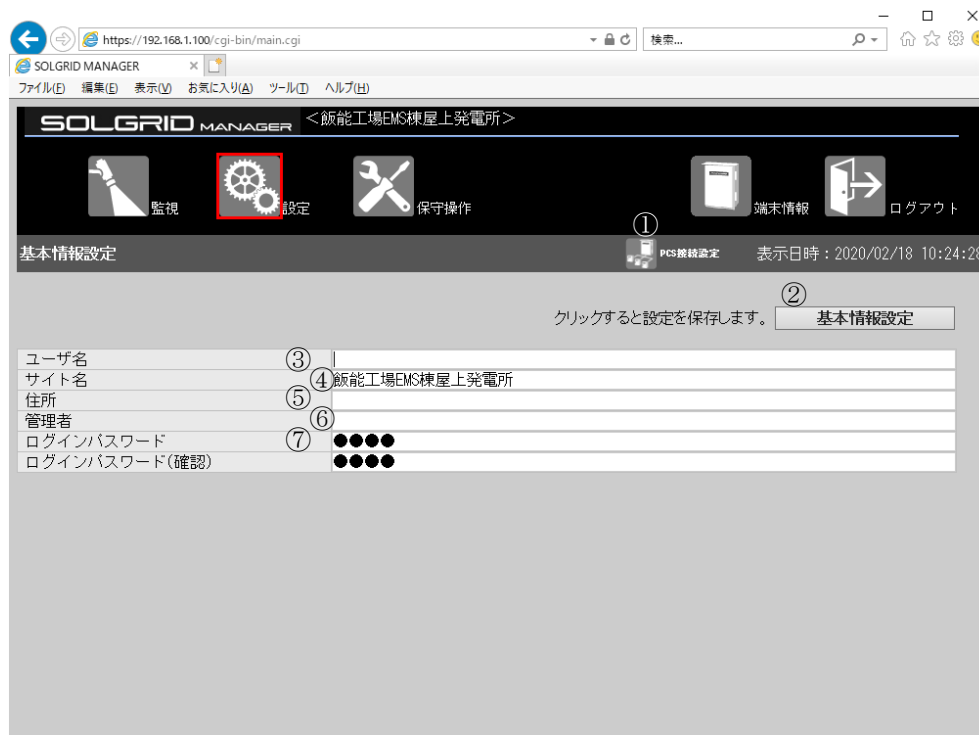 https://192.168.1.100/cgi-bin/main.cgi
検索...
SOLGRID MANAGER
ファイル(F) 編集(E) 表示(V) お気に入り(A) ツール(T) ヘルプ(H)
SOLGRID MANAGER <飯能工場EMS棟屋上発電所>
監視 設定 保守操作 端末情報 ログアウト
①
基本情報設定 PCS接続設定 表示日時：2020/02/18 10:24:28
②
クリックすると設定を保存します。 基本情報設定
ユーザ名 ③
サイト名 ④ 飯能工場EMS棟屋上発電所
住所 ⑤
管理者 ⑥
ログインパスワード ⑦ ●●●●
ログインパスワード(確認) ●●●●